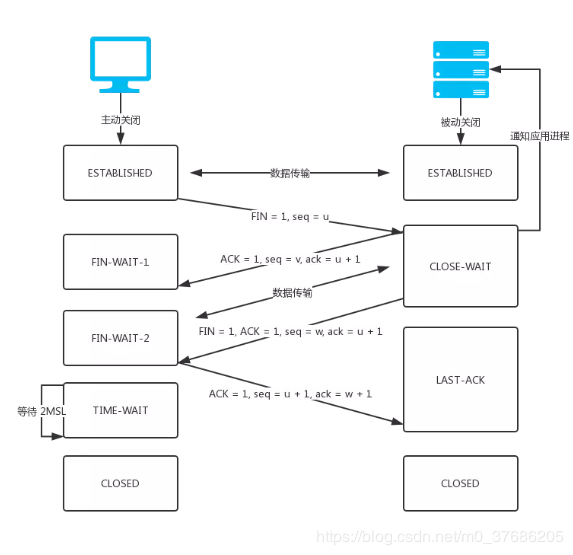 主动关闭
被动关闭
通知应用进程
ESTABLISHED
数据传输
ESTABLISHED
FIN = 1, seq = u
FIN-WAIT-1
ACK = 1, seq = v, ack = u + 1
CLOSE-WAIT
数据传输
FIN-WAIT-2
FIN = 1, ACK = 1, seq = w, ack = u + 1
LAST-ACK
ACK = 1, seq = u + 1, ack = w + 1
等待 2MSL
TIME-WAIT
CLOSED
CLOSED
https://blog.csdn.net/m0_37686205